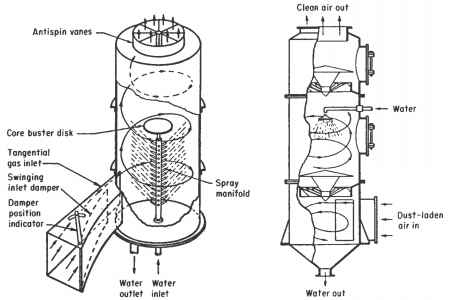 Antispin vanes
Core buster disk
Tangential
gas inlet
Swinging
inlet damper
Damper
position
indicator
Spray
manifold
Water
outlet
Water
inlet
Clean air out
Water
Dust-laden
air in
Water out